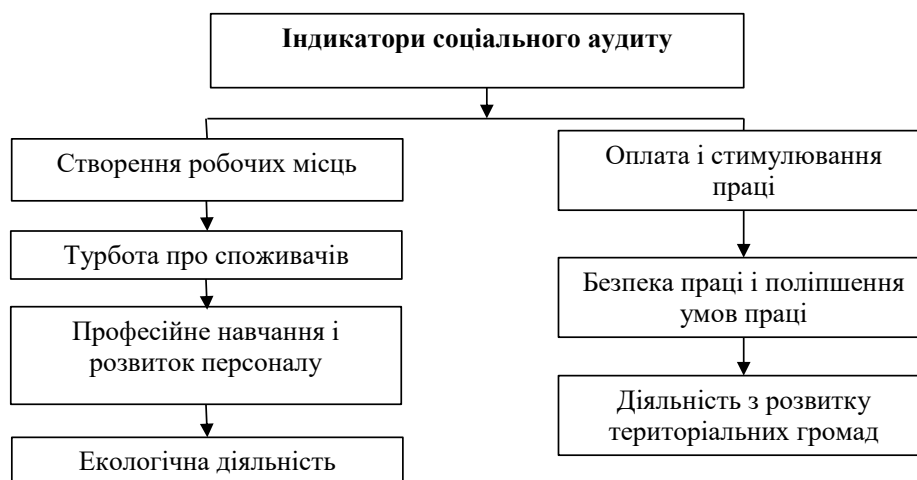 Індикатори соціального аудиту
Створення робочих місць
Турбота про споживачів
Професійне навчання і
розвиток персоналу
Екологічна діяльність
Оплата і стимулювання
праці
Безпека праці і поліпшення
умов праці
Діяльність з розвитку
територіальних громад